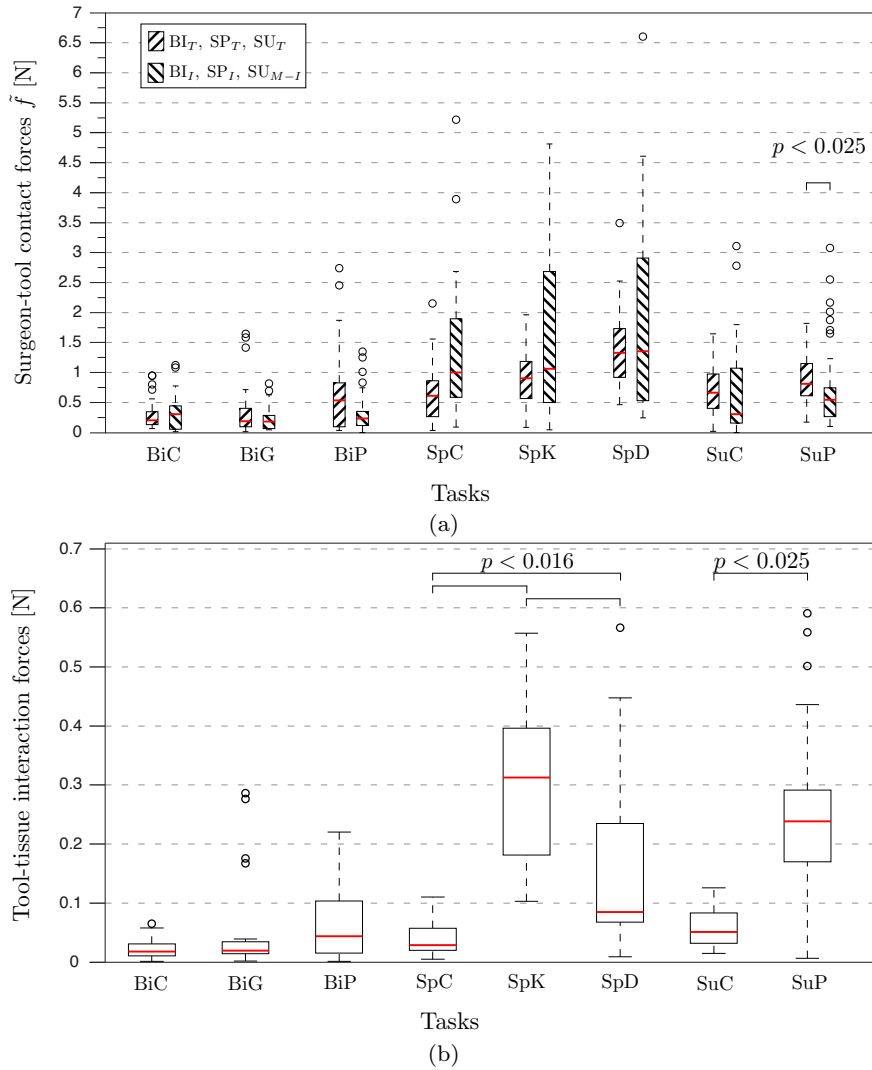 7
6.5
6
5.5
5
4.5
4
3.5
3
2.5
2
1.5
1
0.5
0
Surgeon-tool contact forces f̃ [N]
BI_T, SP_T, SU_T
BI_I, SP_I, SU_{M−I}
p < 0.025
BiC BiG BiP SpC SpK SpD SuC SuP
Tasks
(a)
0.7
0.6
0.5
0.4
0.3
0.2
0.1
0
Tool-tissue interaction forces [N]
p < 0.016 p < 0.025
BiC BiG BiP SpC SpK SpD SuC SuP
Tasks
(b)